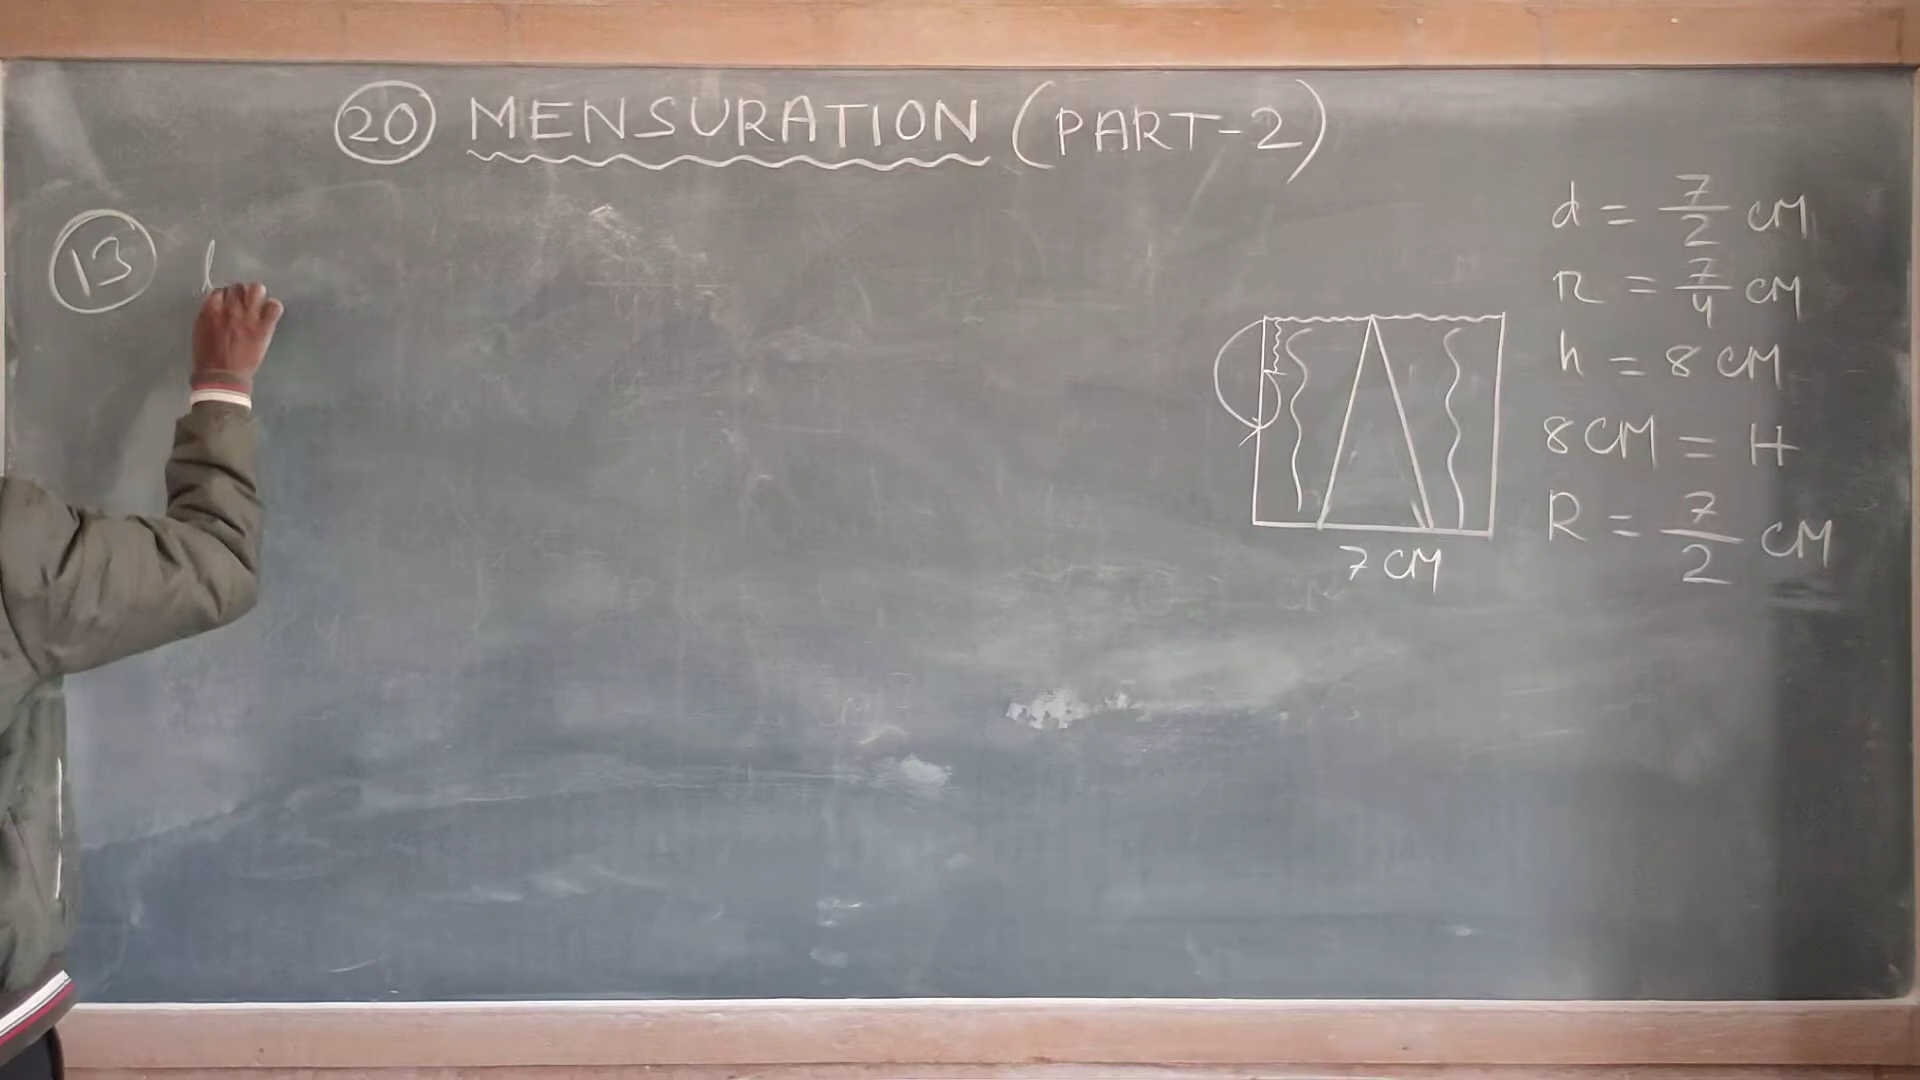 20 MENSURATION (PART-2)
13 l
d = 7/2 CM
r = 7/4 CM
h = 8 CM
8 CM = H
R = 7/2 CM
7 CM